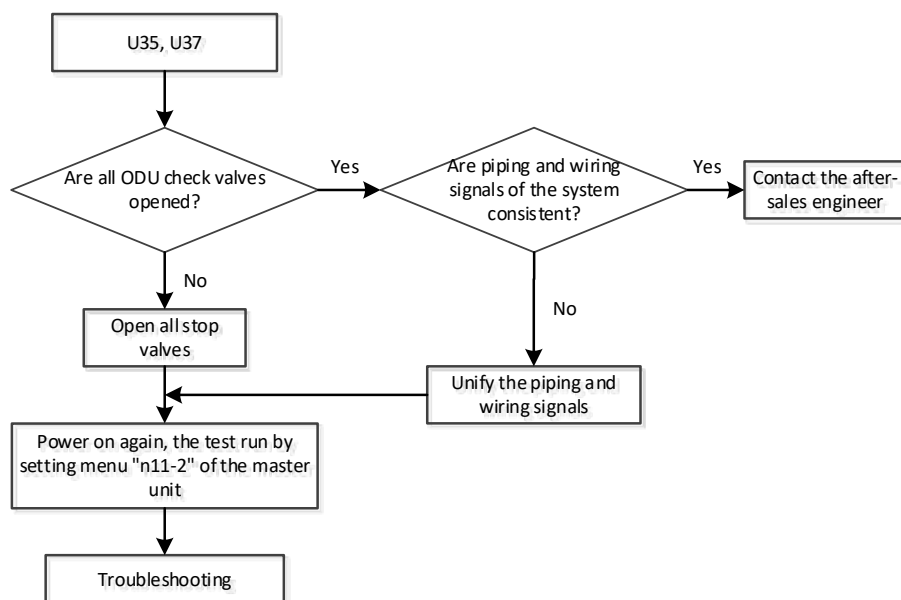 U35, U37
Are all ODU check valves
opened?
Yes
Are piping and wiring
signals of the system
consistent?
Yes
Contact the after-
sales engineer
No
Open all stop
valves
No
Unify the piping and
wiring signals
Power on again, the test run by
setting menu "n11-2" of the master
unit
Troubleshooting